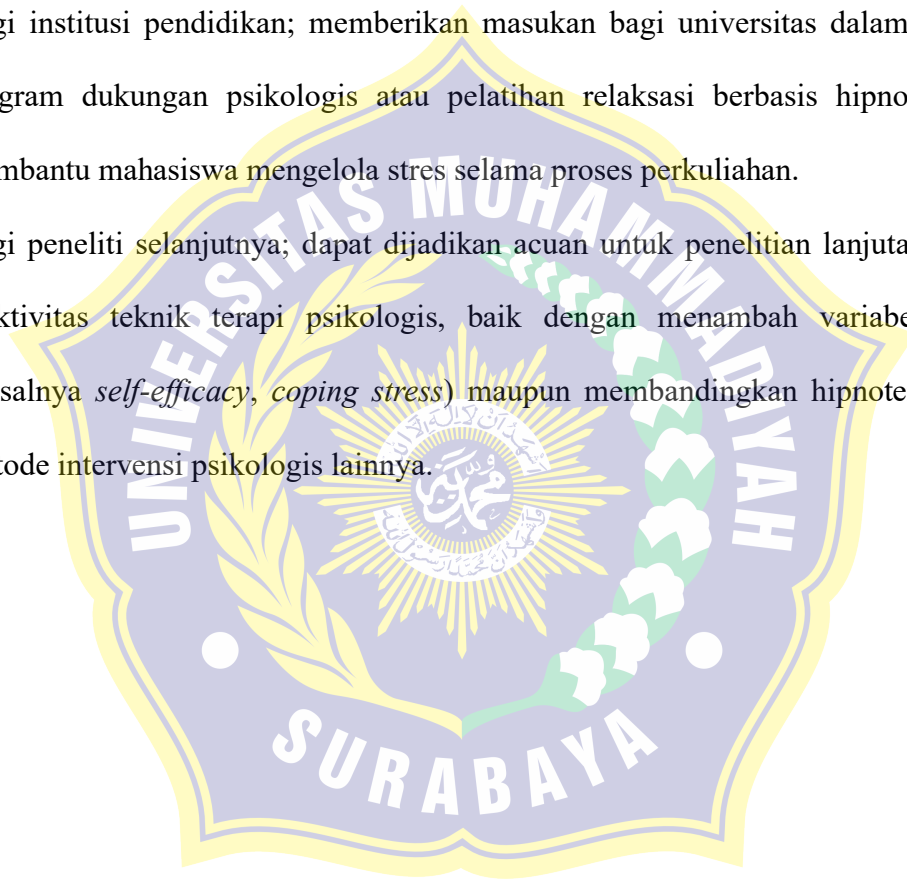 gi institusi pendidikan; memberikan masukan bagi universitas dalam
gram dukungan psikologis atau pelatihan relaksasi berbasis hipno
mbantu mahasiswa mengelola stres selama proses perkuliahan.
gi peneliti selanjutnya; dapat dijadikan acuan untuk penelitian lanjuta
ktivitas teknik terapi psikologis, baik dengan menambah variabe
salnya self-efficacy, coping stress) maupun membandingkan hipnote
tode intervensi psikologis lainnya.
UNIVERSITAS MUHAMMADIYAH
SURABAYA